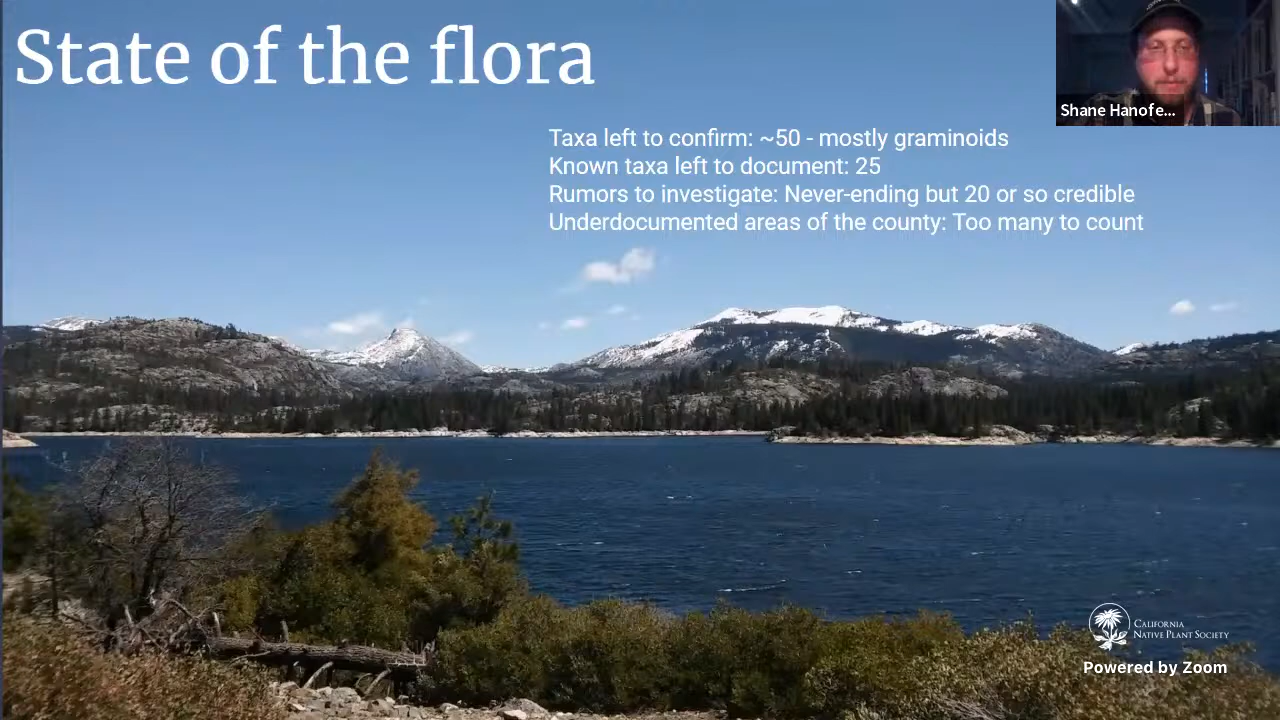 State of the flora
Shane Hanofe...
Taxa left to confirm: ~50 - mostly graminoids
Known taxa left to document: 25
Rumors to investigate: Never-ending but 20 or so credible
Underdocumented areas of the county: Too many to count
CALIFORNIA
NATIVE PLANT SOCIETY
Powered by Zoom